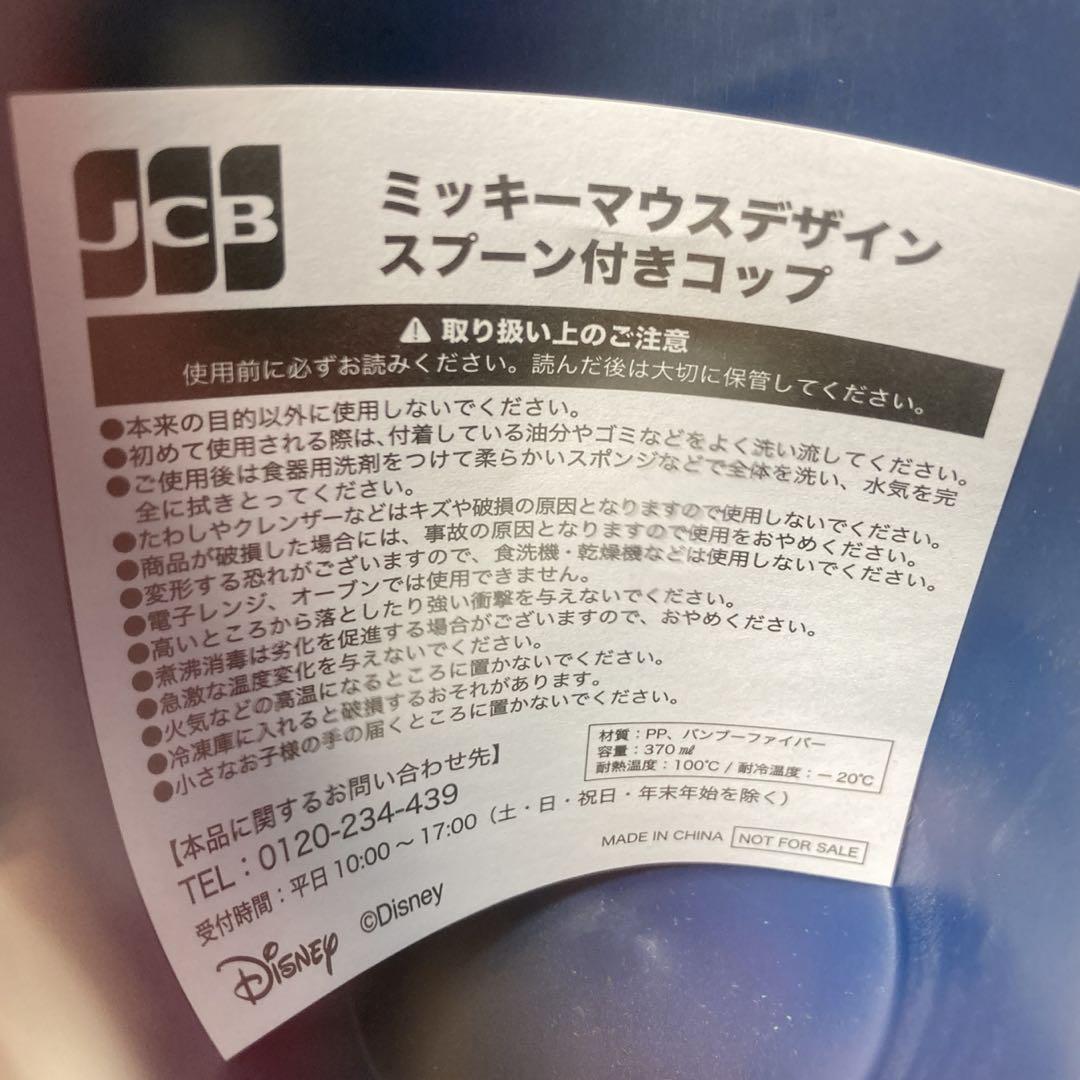 JCB
ミッキーマウスデザイン
スプーン付きコップ
⚠ 取り扱い上のご注意
使用前に必ずお読みください。読んだ後は大切に保管してください。
●本来の目的以外に使用しないでください。
●初めて使用される際は、付着している油分やゴミなどをよく洗い流してください。
●ご使用後は食器用洗剤をつけて柔らかいスポンジなどで全体を洗い、水気を完
全に拭きとってください。
●たわしやクレンザーなどはキズや破損の原因となりますので使用しないでください。
●商品が破損した場合には、事故の原因となりますので使用をおやめください。
●変形する恐れがございますので、食洗機・乾燥機などは使用しないでください。
●電子レンジ、オーブンでは使用できません。
●高いところから落としたり強い衝撃を与えないでください。
●煮沸消毒は劣化を促進する場合がございますので、おやめください。
●急激な温度変化を与えないでください。
●火気などの高温になるところに置かないでください。
●冷凍庫に入れると破損するおそれがあります。
●小さなお子様の手の届くところに置かないでください。
材質：PP、バンブーファイバー
容量：370㎖
耐熱温度：100℃ / 耐冷温度：－20℃
【本品に関するお問い合わせ先】
TEL：0120-234-439
受付時間：平日10:00～17:00（土・日・祝日・年末年始を除く）
MADE IN CHINA NOT FOR SALE
Disney ©Disney